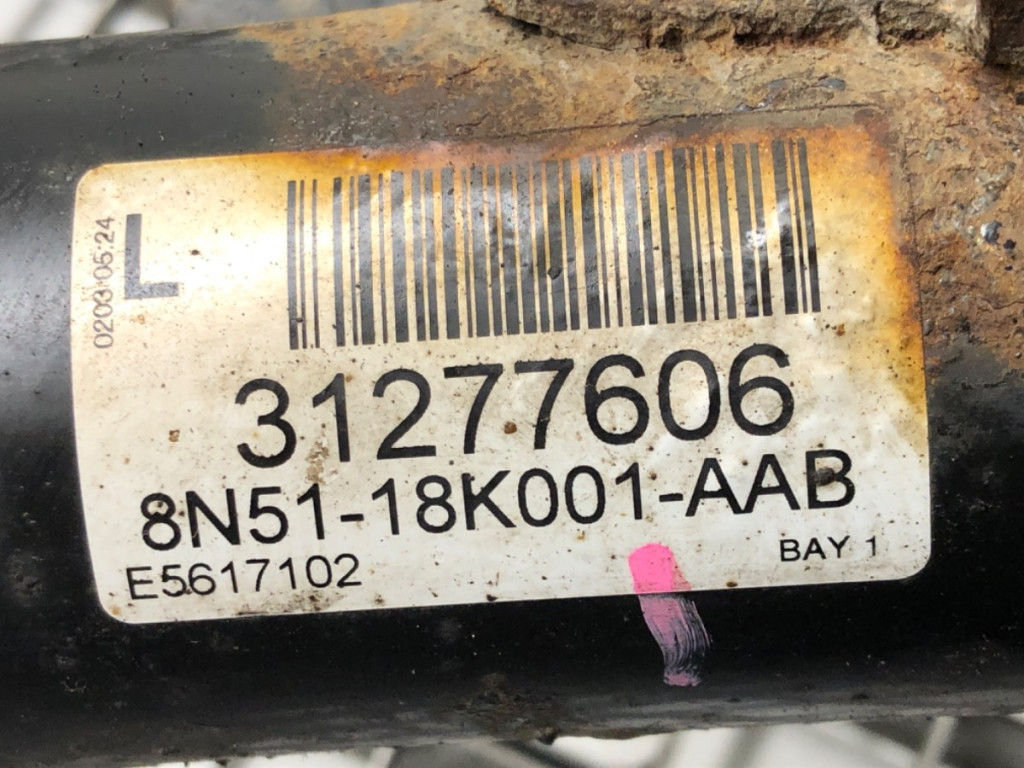 L
0203 05:24
31277606
8N51-18K001-AAB
E5617102
BAY 1